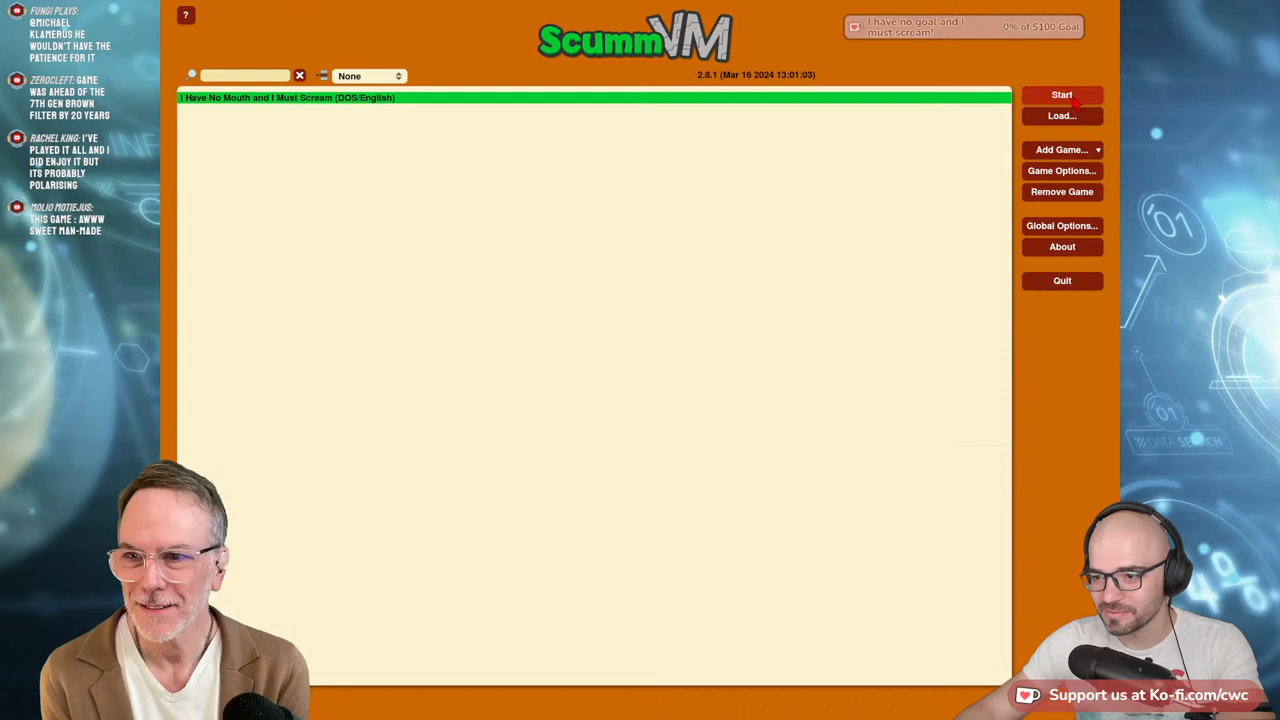 FUNGI PLAYS:
@MICHAEL
KLAMERUS HE
WOULDN'T HAVE THE
PATIENCE FOR IT
ZEROCLEFT: GAME
WAS AHEAD OF THE
7TH GEN BROWN
FILTER BY 20 YEARS
RACHEL KING: I'VE
PLAYED IT ALL AND I
DID ENJOY IT BUT
ITS PROBABLY
POLARISING
MOLIO MOTIEJUS:
THIS GAME : AWWW
SWEET MAN-MADE
?
ScummVM
I have no goal and I
must scream!
0% of $100 Goal
None
2.8.1 (Mar 16 2024 13:01:03)
I Have No Mouth and I Must Scream (DOS/English)
Start
Load...
Add Game...
Game Options...
Remove Game
Global Options...
About
Quit
'01
01
DATA SEARCH
Support us at Ko-fi.com/cwc